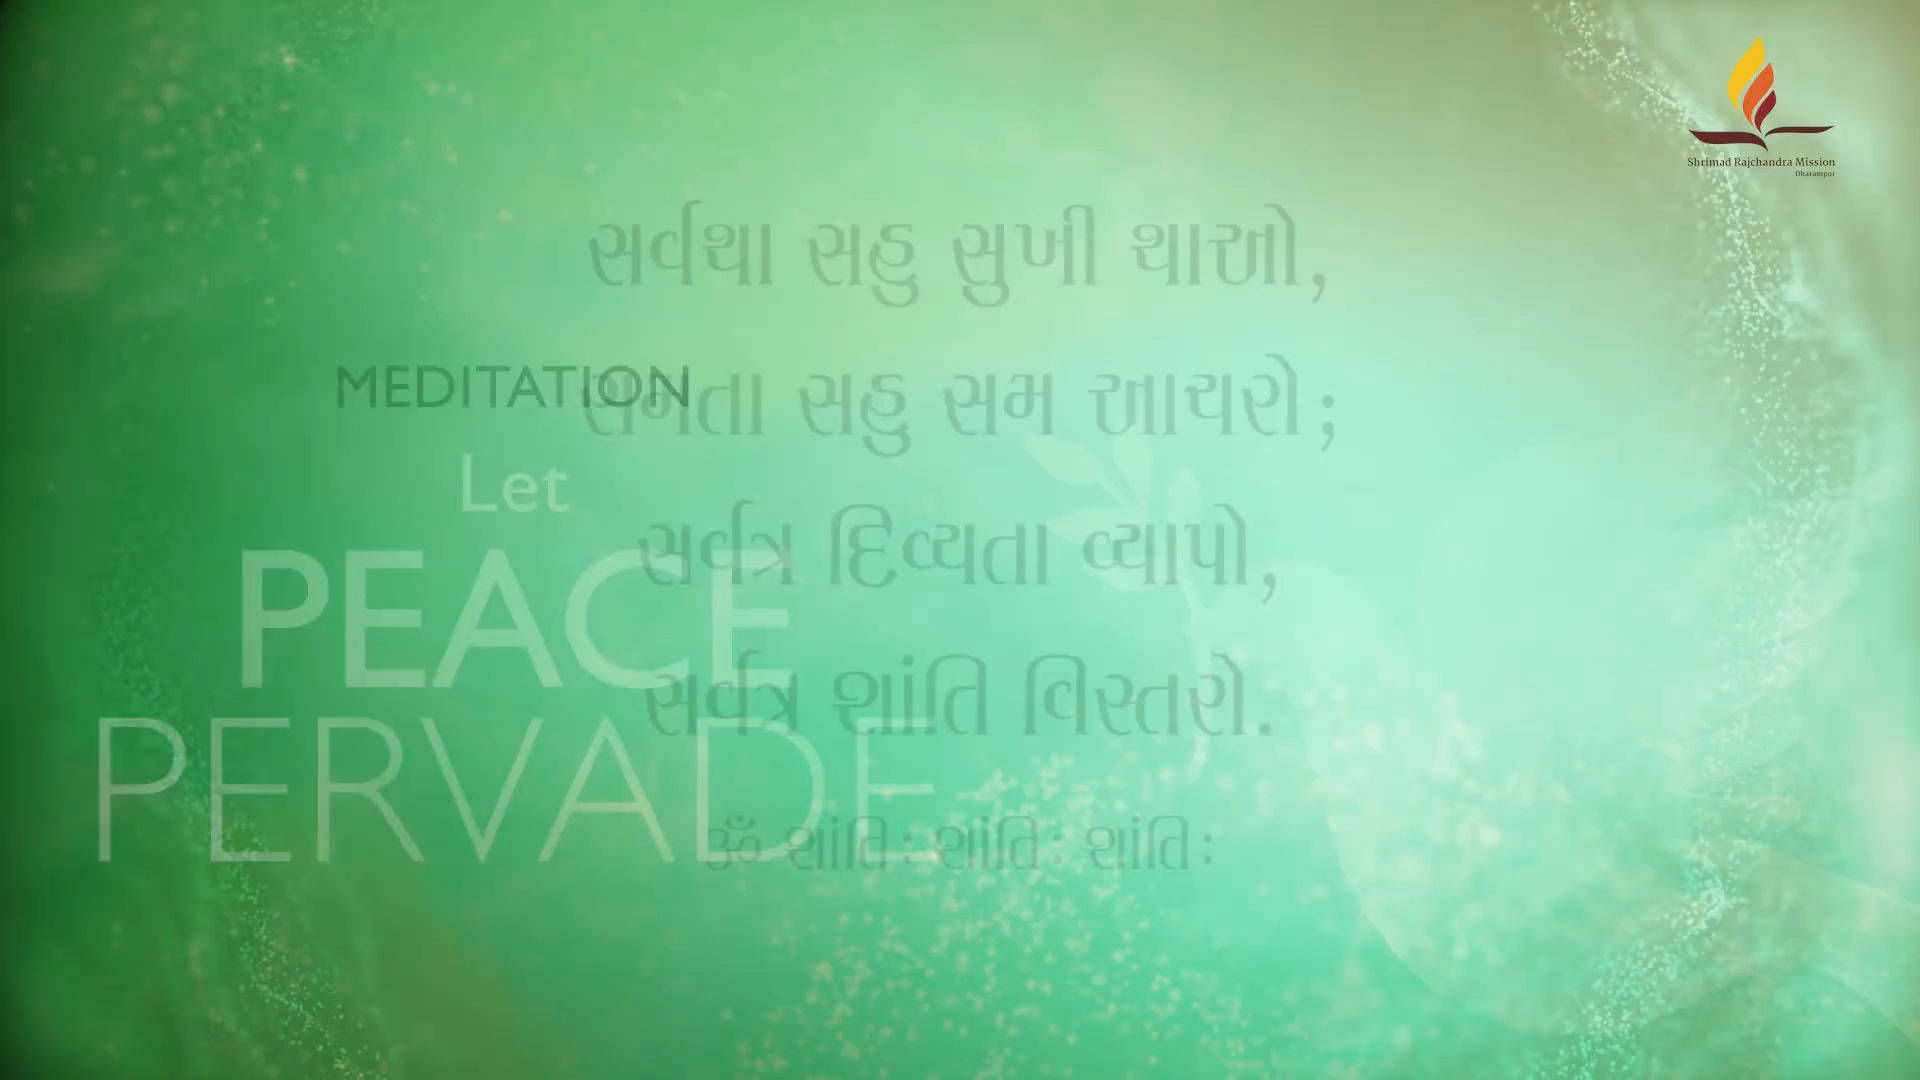 Shrimad Rajchandra Mission
Dharampur
સર્વથા સહુ સુખી થાઓ,
સમતા સહુ સમ આચરો;
સર્વત્ર દિવ્યતા વ્યાપો,
સર્વત્ર શાંતિ વિસ્તરો.
ૐ શાંતિઃ શાંતિઃ શાંતિઃ
MEDITATION
Let
PEACE
PERVADE